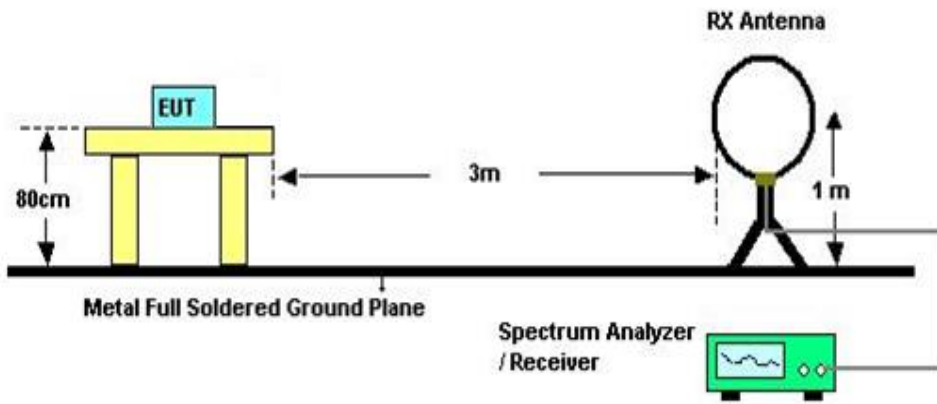 RX Antenna
EUT
3m
80cm
1 m
Metal Full Soldered Ground Plane
Spectrum Analyzer
/ Receiver